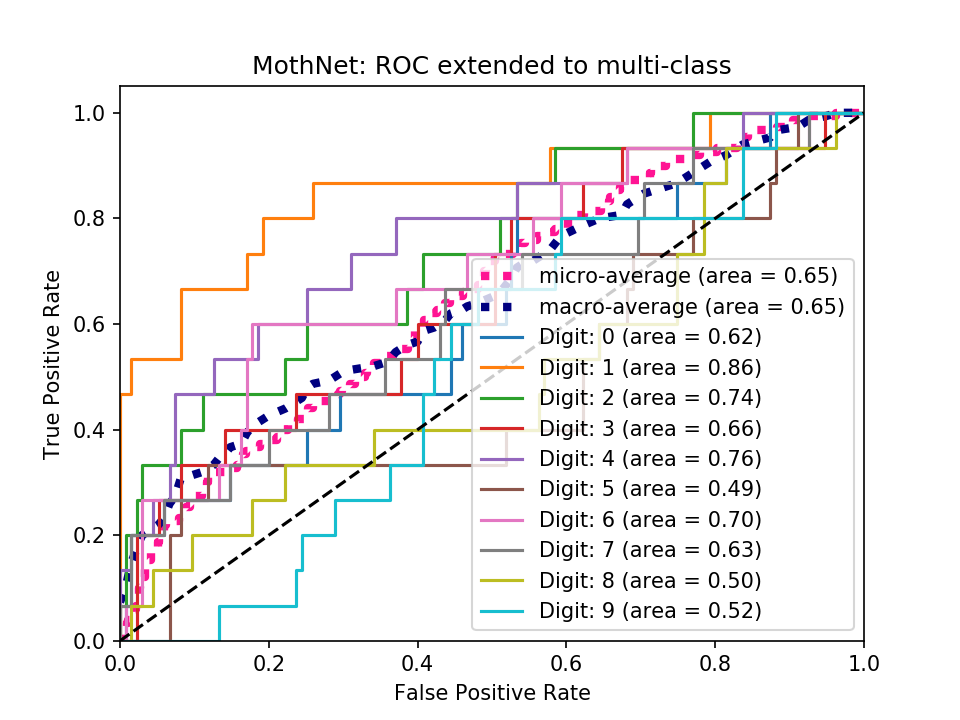 MothNet: ROC extended to multi-class
True Positive Rate
1.0
0.8
0.6
0.4
0.2
0.0
micro-average (area = 0.65)
macro-average (area = 0.65)
Digit: 0 (area = 0.62)
Digit: 1 (area = 0.86)
Digit: 2 (area = 0.74)
Digit: 3 (area = 0.66)
Digit: 4 (area = 0.76)
Digit: 5 (area = 0.49)
Digit: 6 (area = 0.70)
Digit: 7 (area = 0.63)
Digit: 8 (area = 0.50)
Digit: 9 (area = 0.52)
0.0 0.2 0.4 0.6 0.8 1.0
False Positive Rate